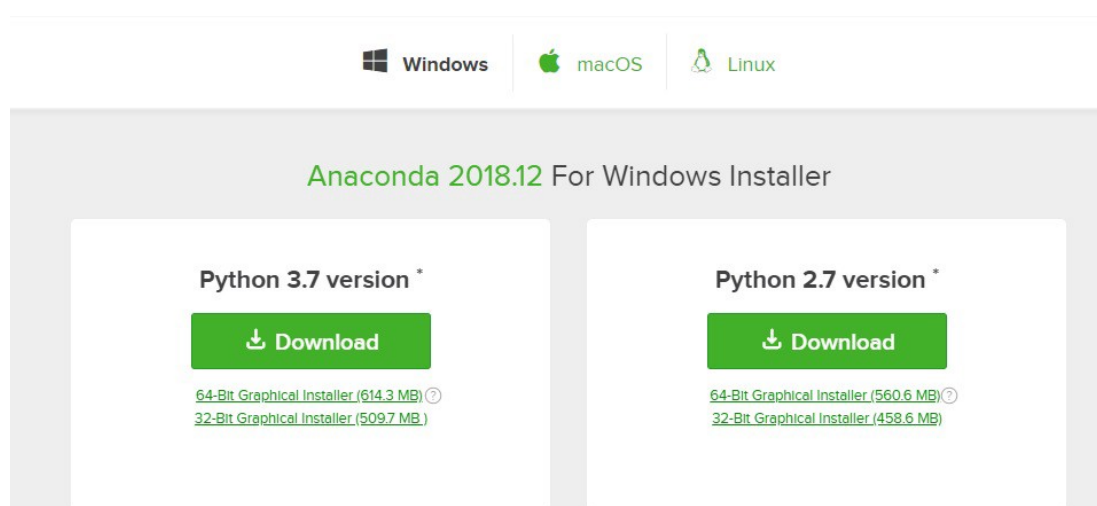 Windows macOS Linux
Anaconda 2018.12 For Windows Installer
Python 3.7 version *
Download
64-Bit Graphical Installer (614.3 MB) ?
32-Bit Graphical Installer (509.7 MB )
Python 2.7 version *
Download
64-Bit Graphical Installer (560.6 MB) ?
32-Bit Graphical Installer (458.6 MB)